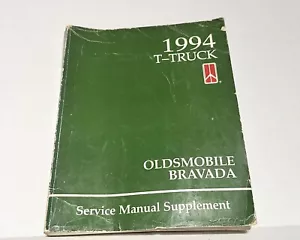 1994
T-TRUCK
OLDSMOBILE
BRAVADA
Service Manual Supplement